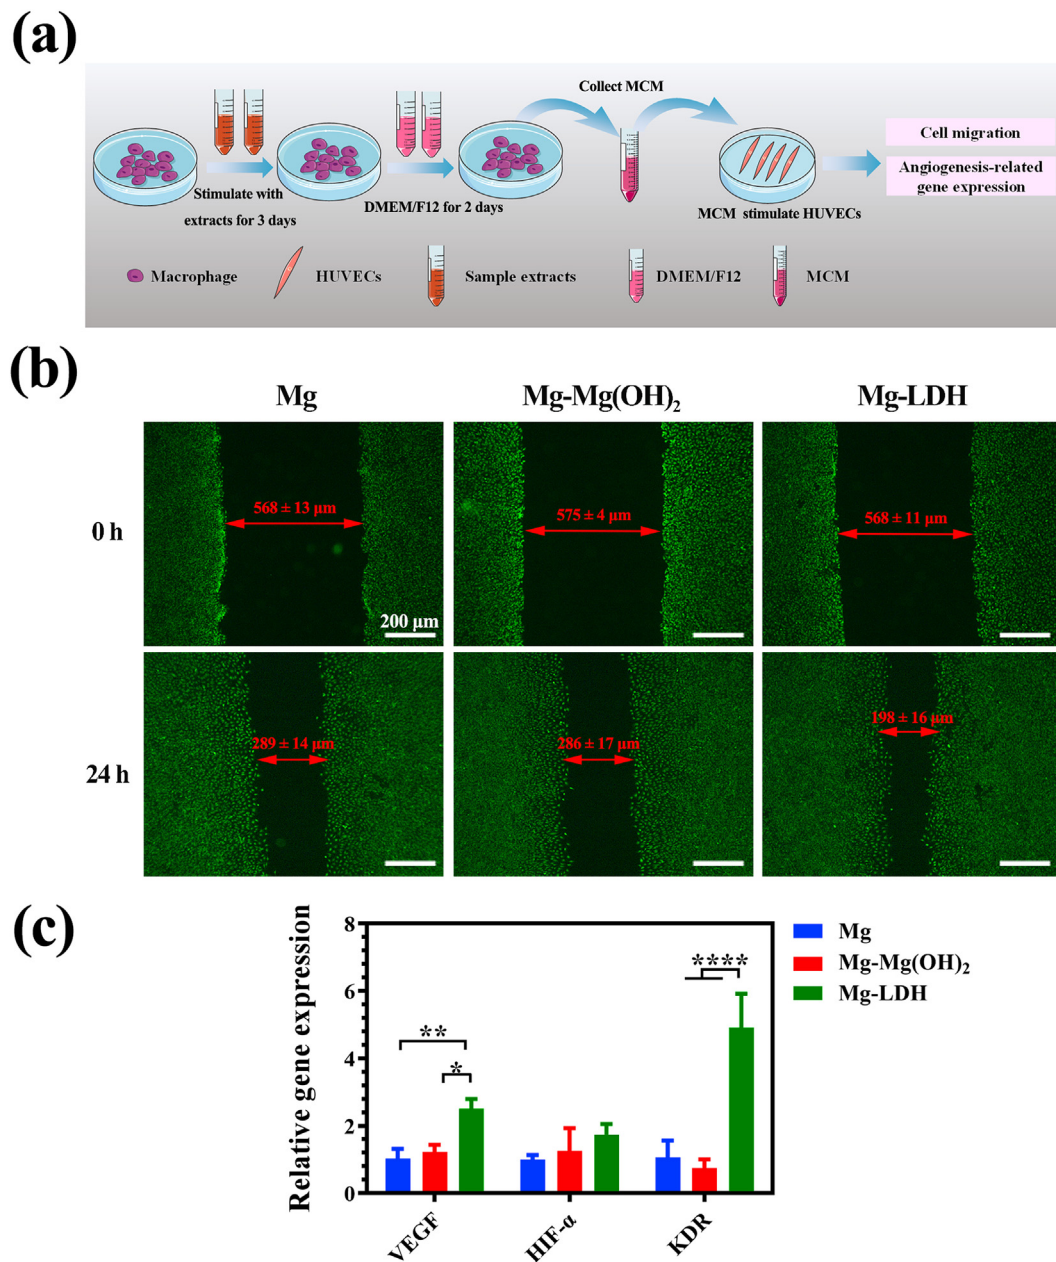 (a)
Collect MCM
Stimulate with
extracts for 3 days
DMEM/F12 for 2 days
MCM stimulate HUVECs
Cell migration
Angiogenesis-related
gene expression
Macrophage
HUVECs
Sample extracts
DMEM/F12
MCM
(b)
Mg
Mg-Mg(OH)₂
Mg-LDH
0 h
568 ± 13 μm
575 ± 4 μm
568 ± 11 μm
200 μm
24 h
289 ± 14 μm
286 ± 17 μm
198 ± 16 μm
(c)
Relative gene expression
8
6
4
2
0
**
*
****
VEGF
HIF-α
KDR
Mg
Mg-Mg(OH)₂
Mg-LDH